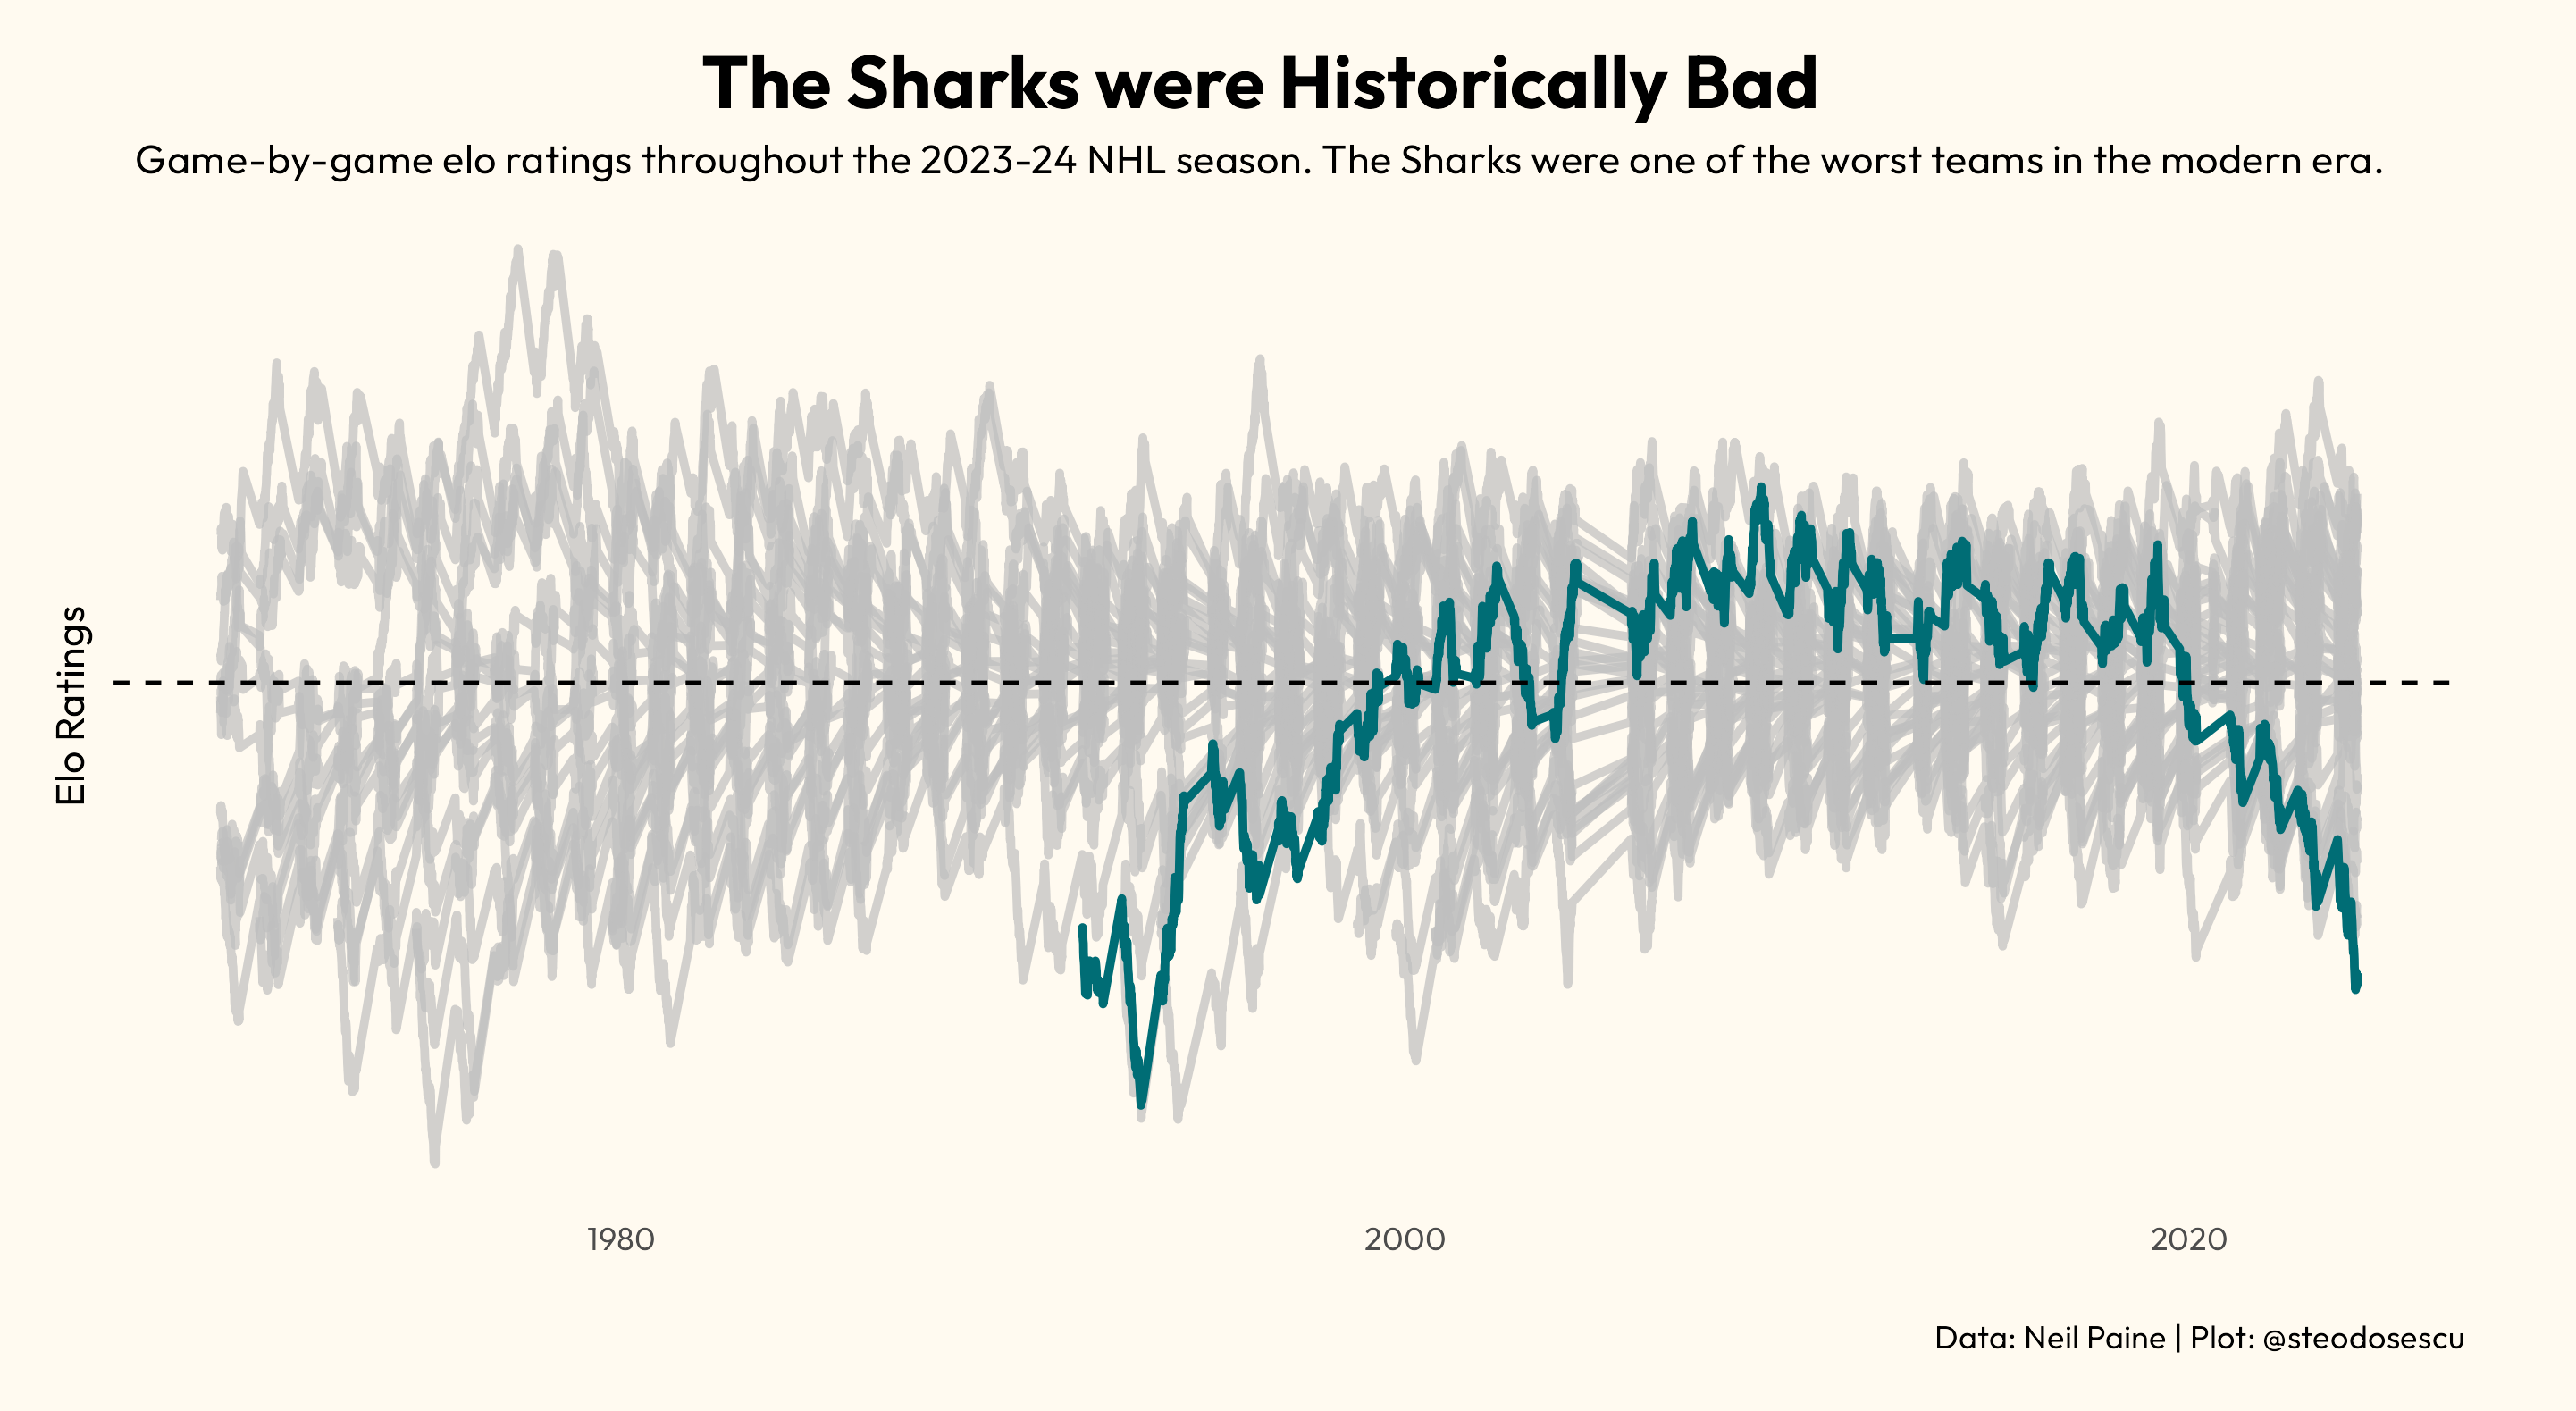 The Sharks were Historically Bad
Game-by-game elo ratings throughout the 2023-24 NHL season. The Sharks were one of the worst teams in the modern era.
Elo Ratings
1980
2000
2020
Data: Neil Paine | Plot: @steodosescu